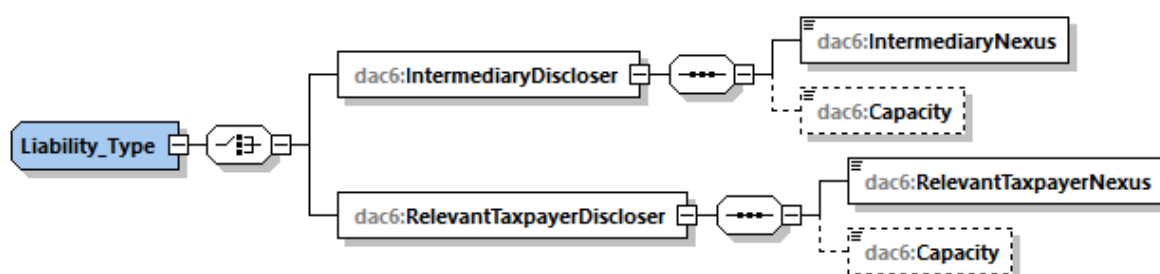 dac6:IntermediaryNexus
dac6:IntermediaryDiscloser
dac6:Capacity
Liability_Type
dac6:RelevantTaxpayerNexus
dac6:RelevantTaxpayerDiscloser
dac6:Capacity